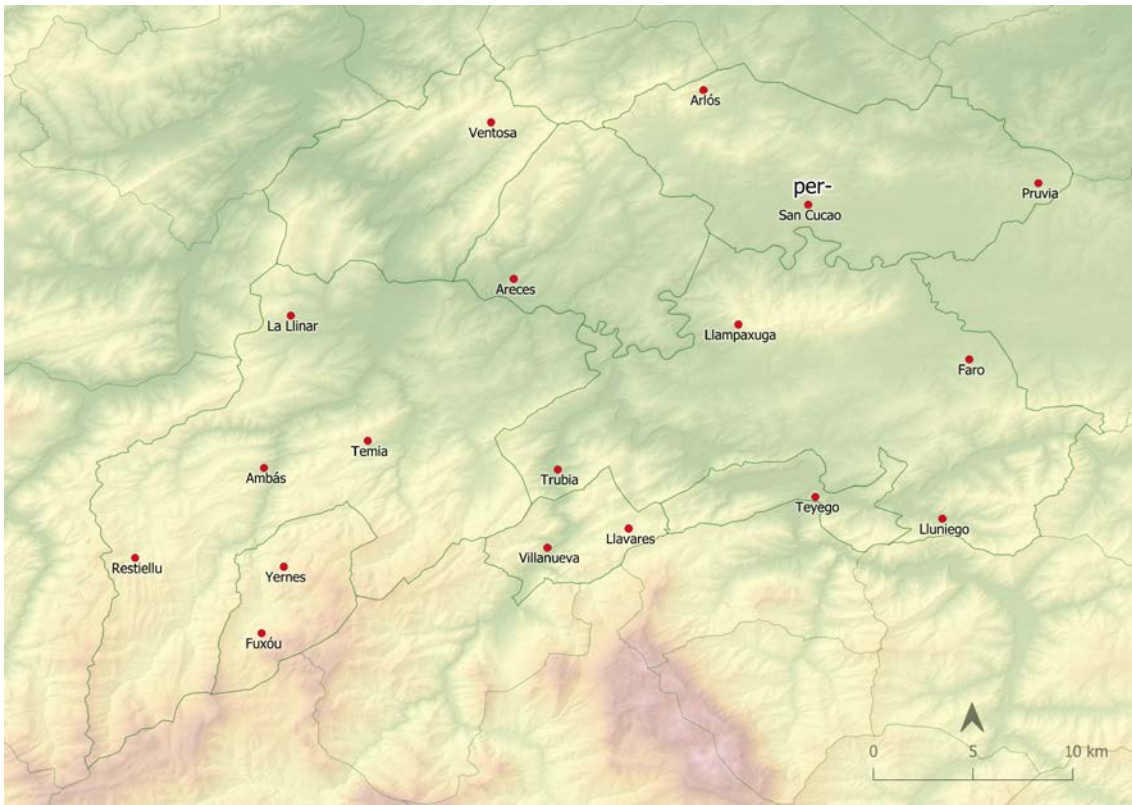 Arlós
Ventosa
per-
San Cucao
Pruvia
Areces
La Llinar
Llampaxuga
Faro
Temia
Ambás
Trubia
Teyego
Lluniego
Llavares
Villanueva
Restiellu
Yernes
Fuxóu
0 5 10 km